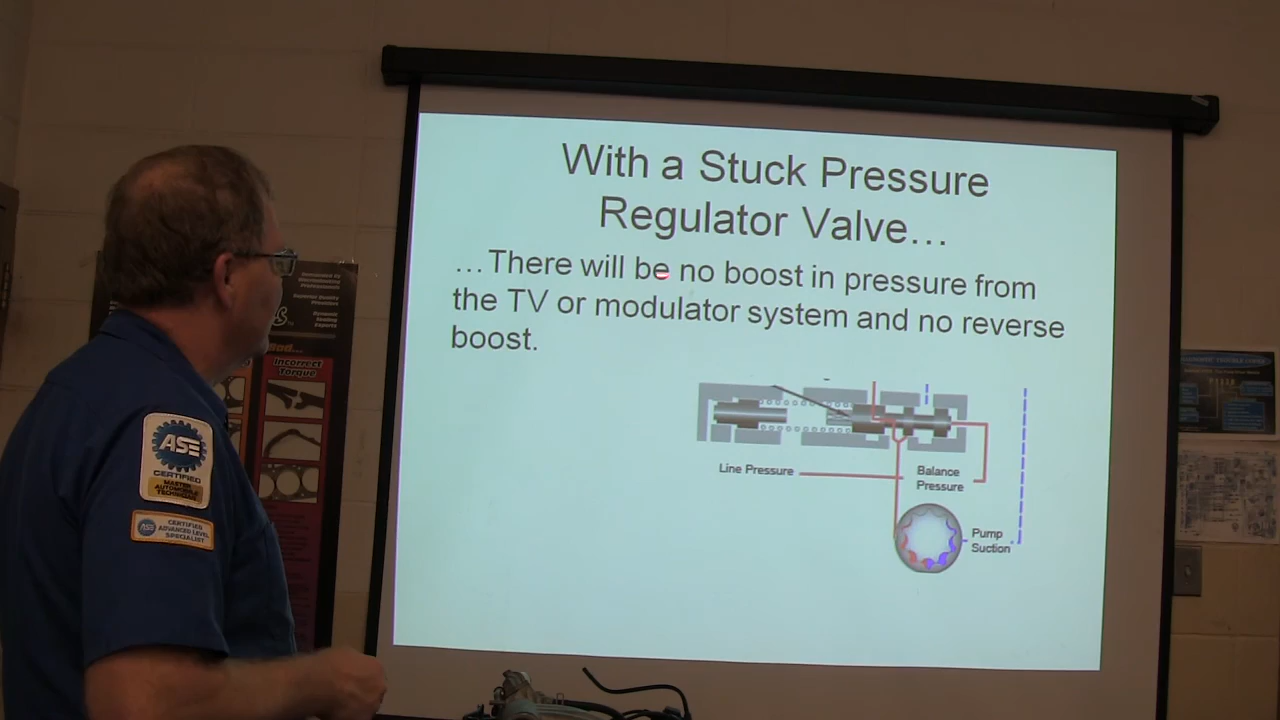 With a Stuck Pressure
Regulator Valve…
…There will be no boost in pressure from
the TV or modulator system and no reverse
boost.
Line Pressure
Balance
Pressure
Pump
Suction
Incorrect
Torque
ASE
CERTIFIED
MASTER
AUTOMOBILE
TECHNICIAN
ASE
CERTIFIED
ADVANCED LEVEL
SPECIALIST